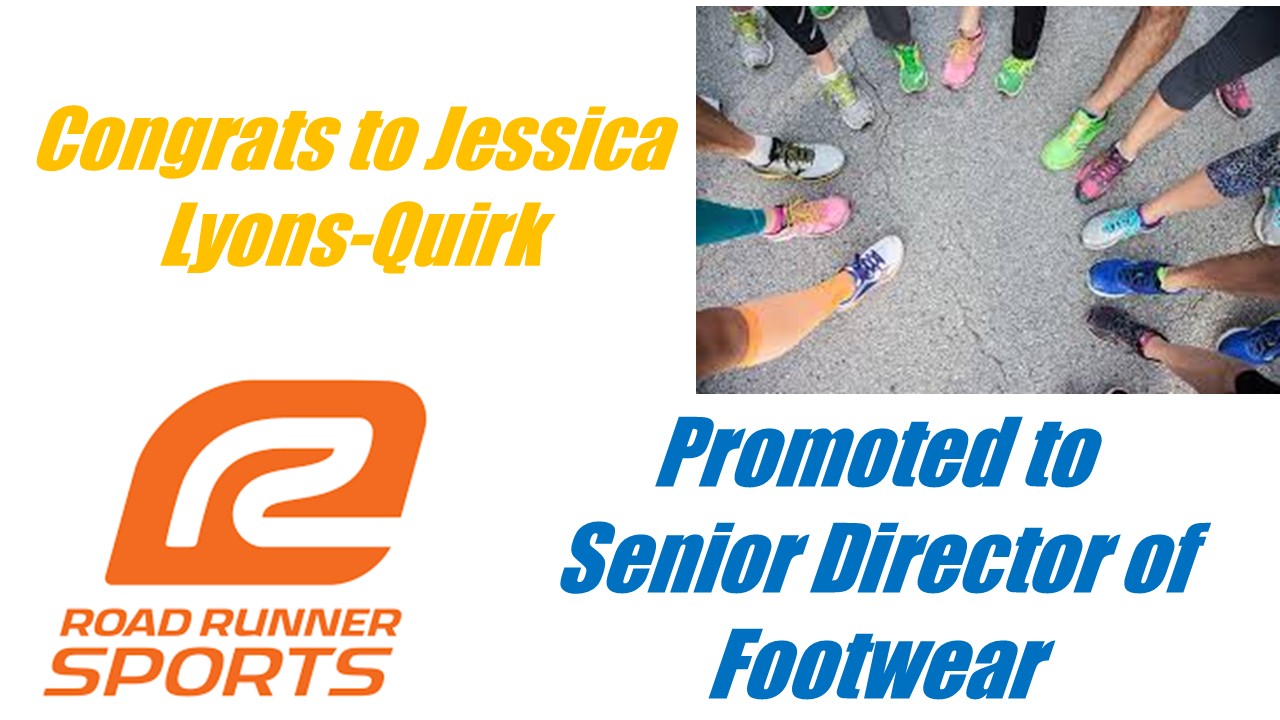 Congrats to Jessica
Lyons-Quirk
Promoted to
Senior Director of
Footwear
ROAD RUNNER
SPORTS